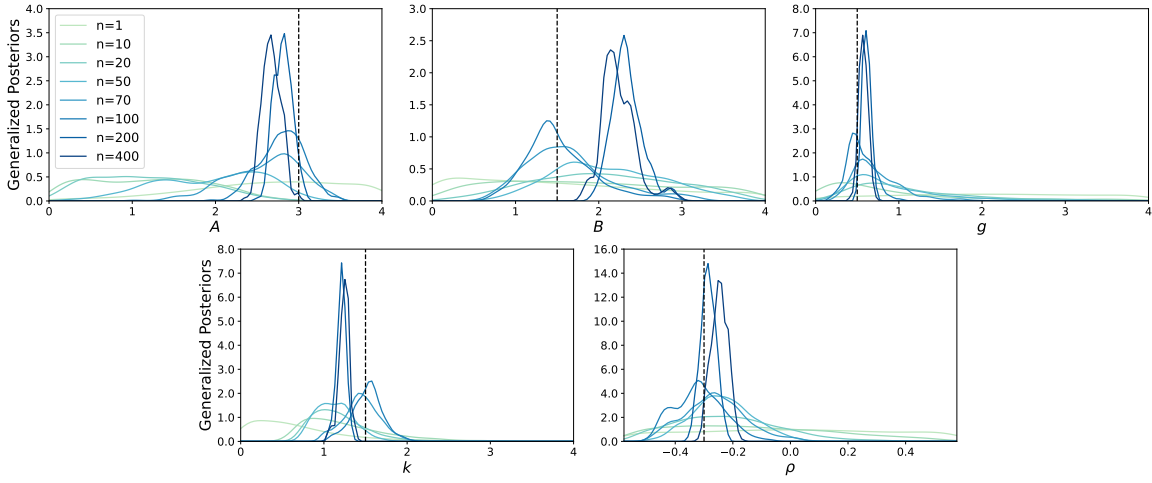 Generalized Posteriors
4.0
3.5
3.0
2.5
2.0
1.5
1.0
0.5
0.0
n=1
n=10
n=20
n=50
n=70
n=100
n=200
n=400
0 1 2 3 4
A
3.0
2.5
2.0
1.5
1.0
0.5
0.0
0 1 2 3 4
B
8.0
7.0
6.0
5.0
4.0
3.0
2.0
1.0
0.0
0 1 2 3 4
g
Generalized Posteriors
8.0
7.0
6.0
5.0
4.0
3.0
2.0
1.0
0.0
0 1 2 3 4
k
16.0
14.0
12.0
10.0
8.0
6.0
4.0
2.0
0.0
−0.4 −0.2 0.0 0.2 0.4
ρ